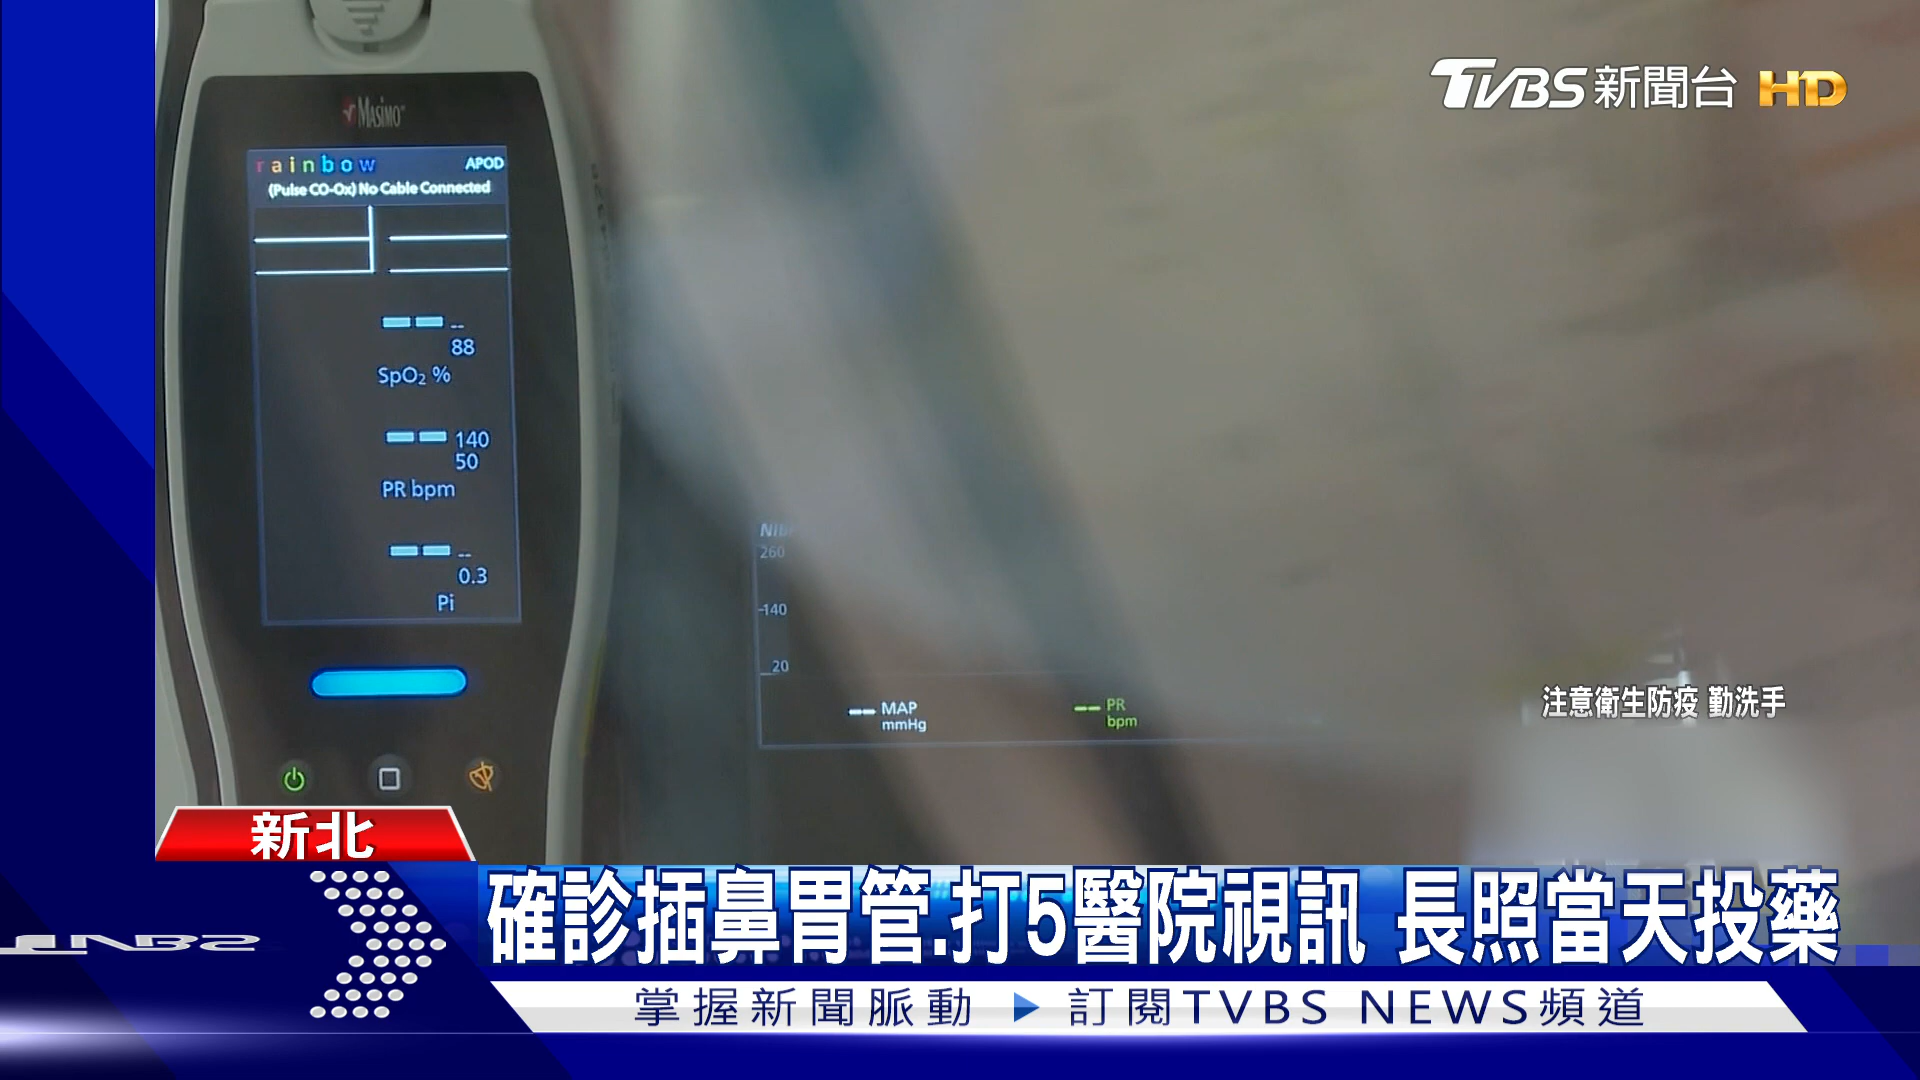 TVBS新聞台 HD
MASIMO
rainbow APOD
(Pulse CO-Ox) No Cable Connected
--
88
SpO₂ %
140
50
PR bpm
--
0.3
Pi
260
140
20
-- MAP
mmHg
-- PR
bpm
注意衛生防疫 勤洗手
新北
確診插鼻胃管.打5醫院視訊 長照當天投藥
掌握新聞脈動 ▶ 訂閱TVBS NEWS頻道